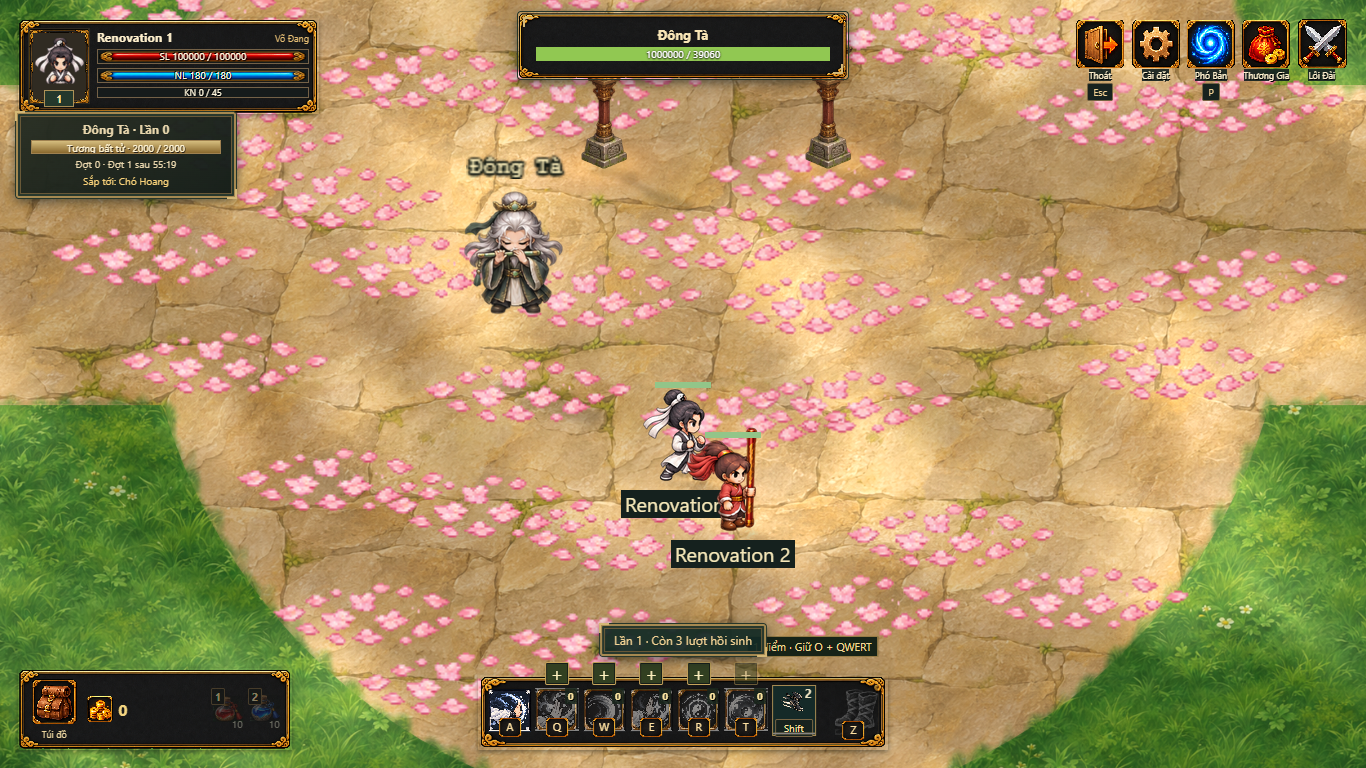 Renovation 1
Võ Đang
SL 100000 / 100000
NL 180 / 180
KN 0 / 45
1
Đông Tà · Lần 0
Tương bất tử · 2000 / 2000
Đợt 0 · Đợt 1 sau 55:19
Sắp tới: Chó Hoang
Đông Tà
1000000 / 39060
Thoát
Cài đặt
Phó Bản
Thương Gia
Lôi Đài
Esc
P
Đông Tà
Renovation
Renovation 2
Lần 1 · Còn 3 lượt hồi sinh
iểm · Giữ O + QWERT
+ + + + +
0 0 0 0 0 2
A Q W E R T Shift Z
Túi đồ
0
1 2
10 10